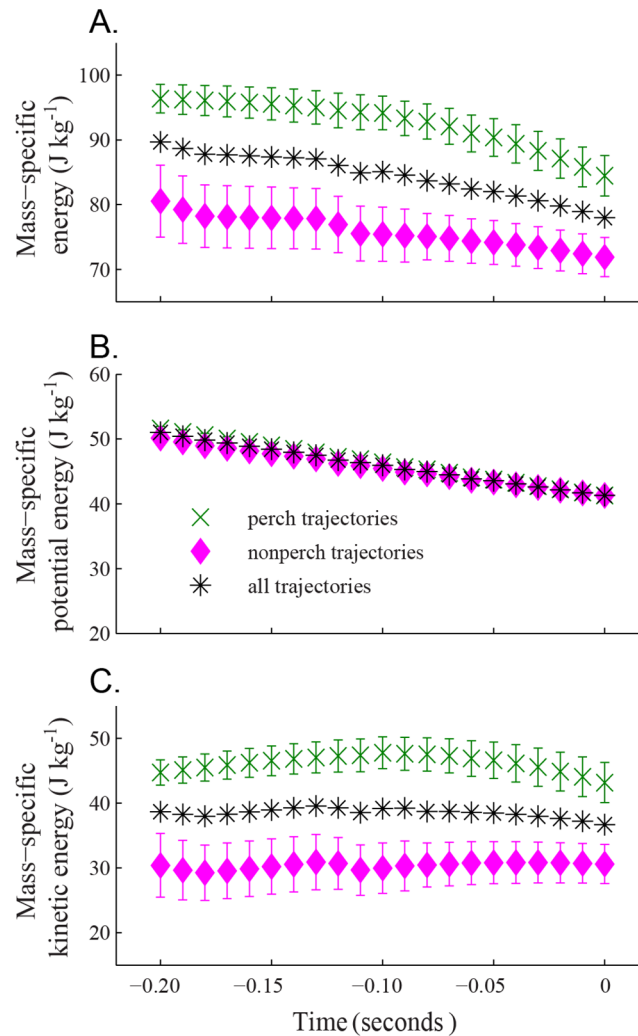 A.
Mass−specific
energy (J kg-1)
100
90
80
70
B.
Mass−specific
potential energy (J kg-1)
60
50
40
30
20
perch trajectories
nonperch trajectories
all trajectories
C.
Mass−specific
kinetic energy (J kg-1)
50
40
30
20
−0.20 −0.15 −0.10 −0.05 0
Time (seconds)